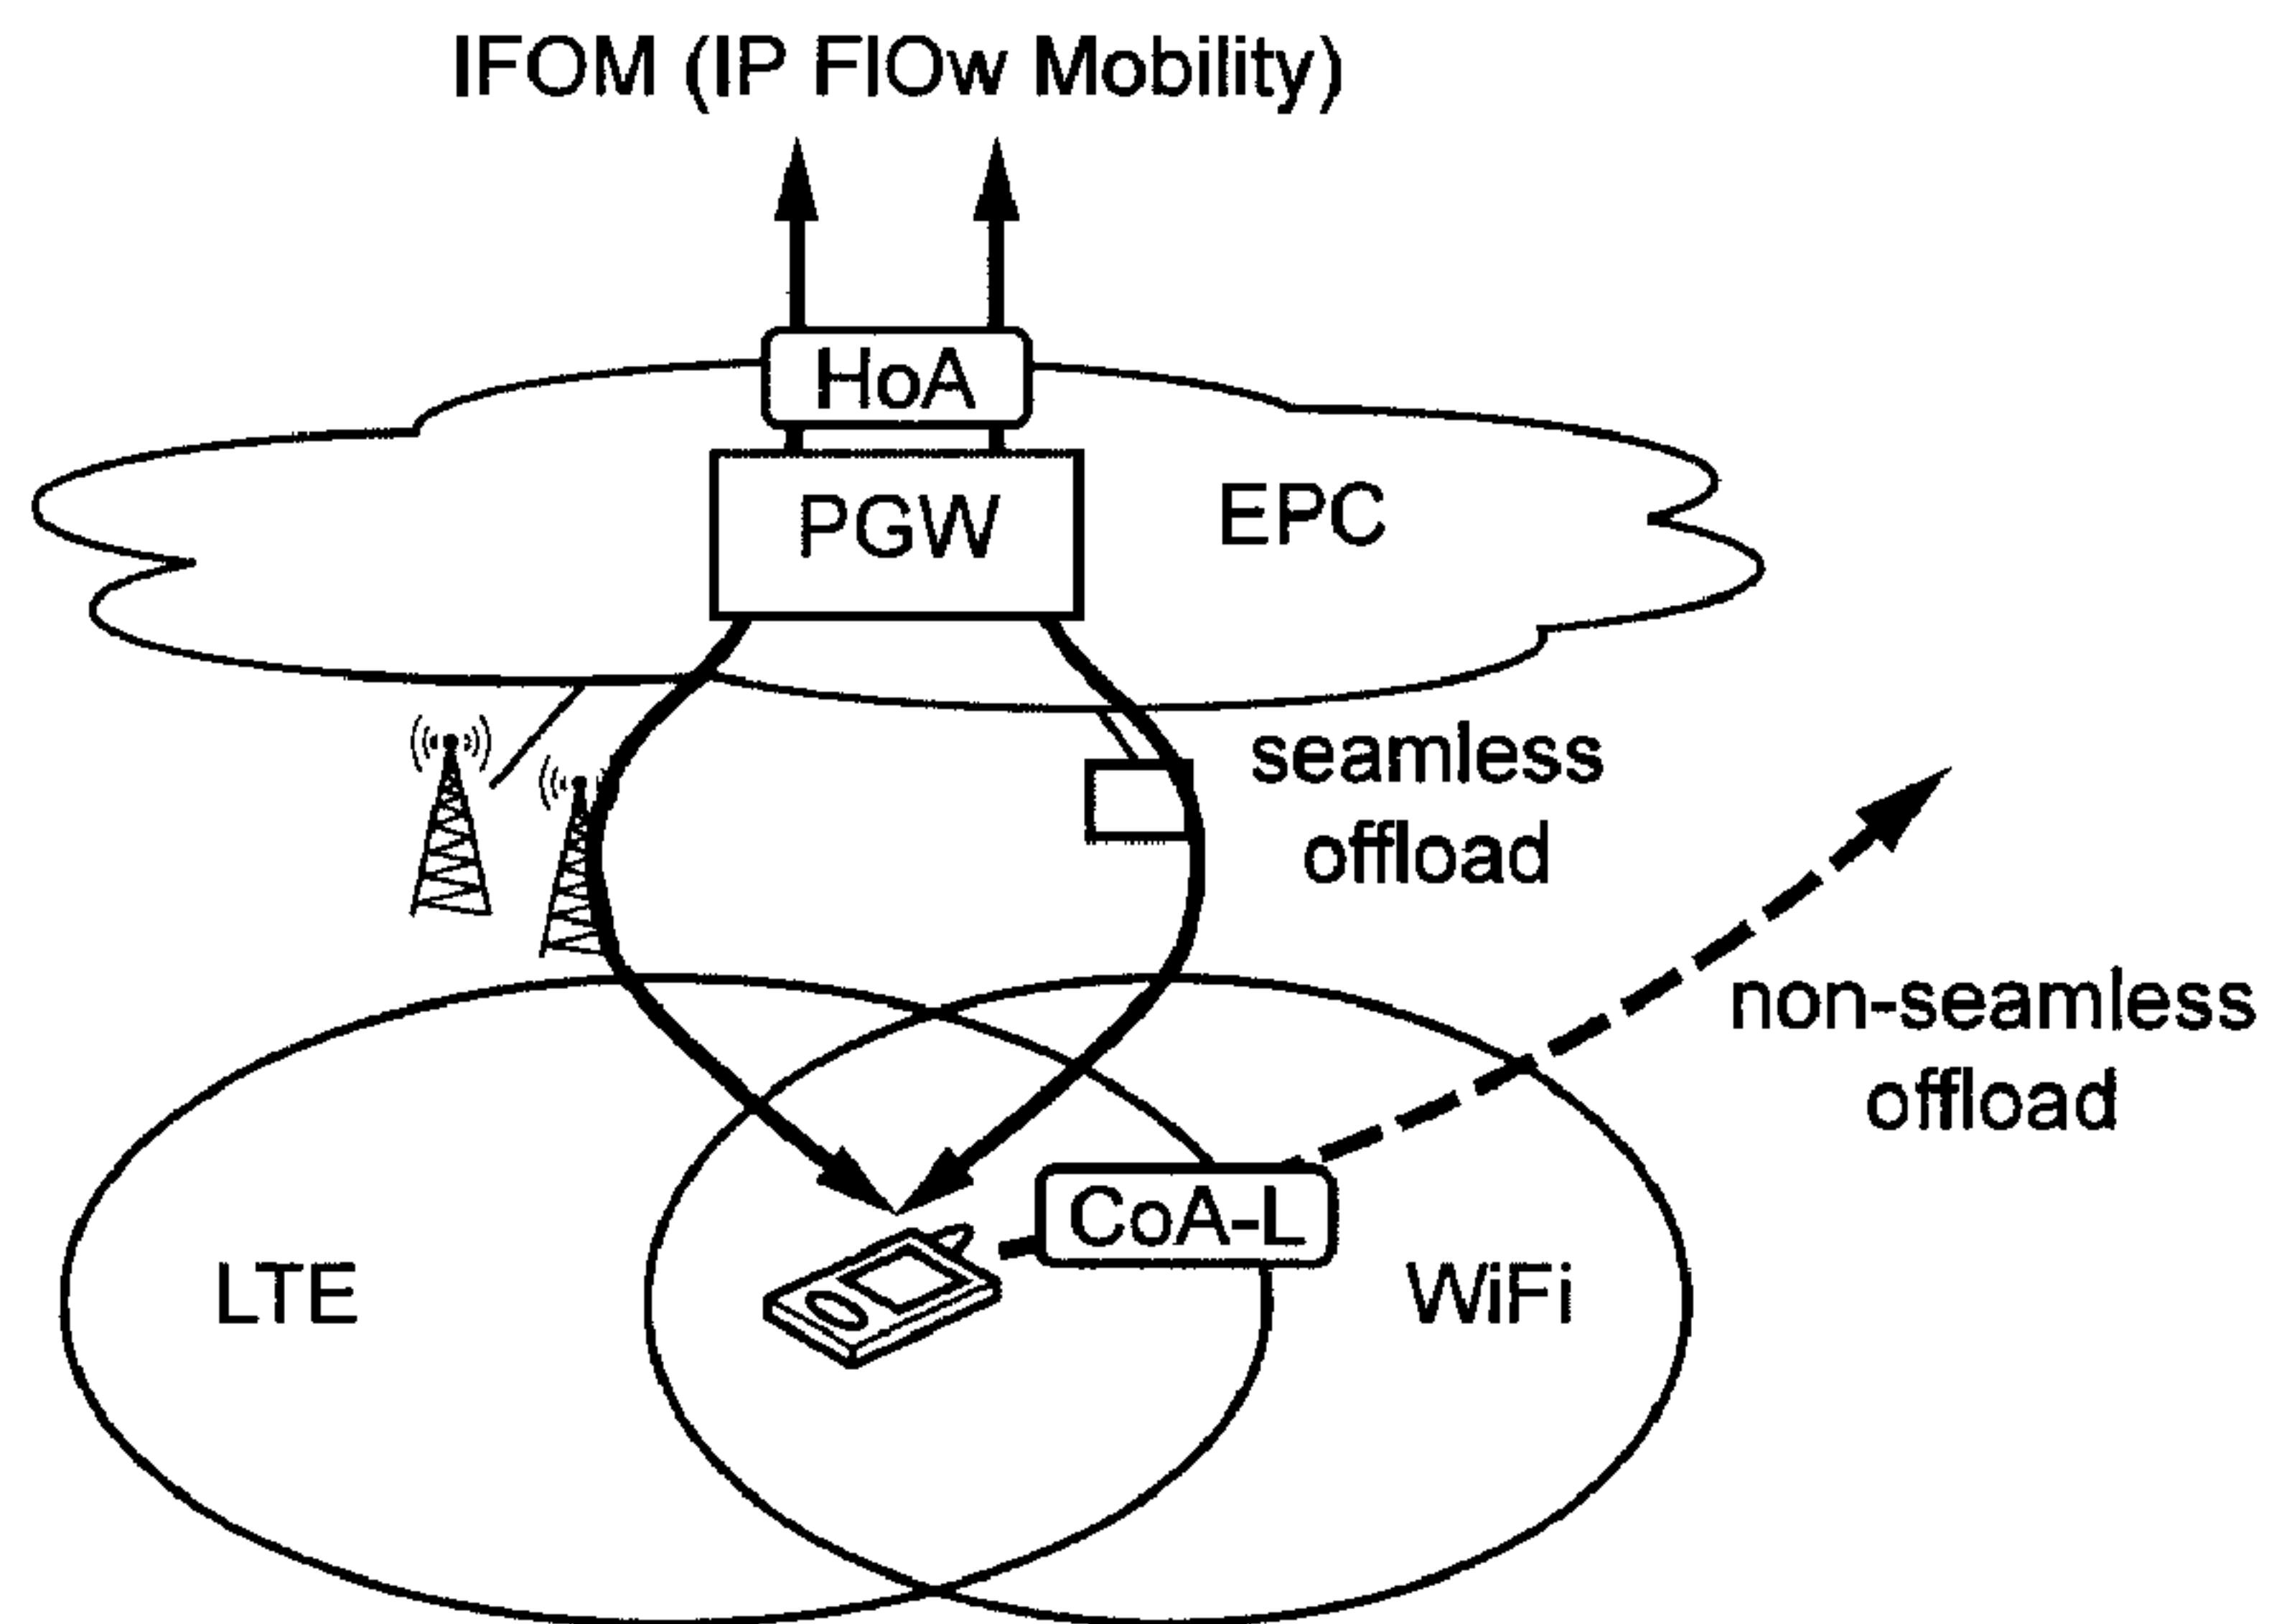 IFOM (IP FlOw Mobility)
HoA
PGW
EPC
seamless
offload
non-seamless
offload
CoA-L
LTE
WiFi